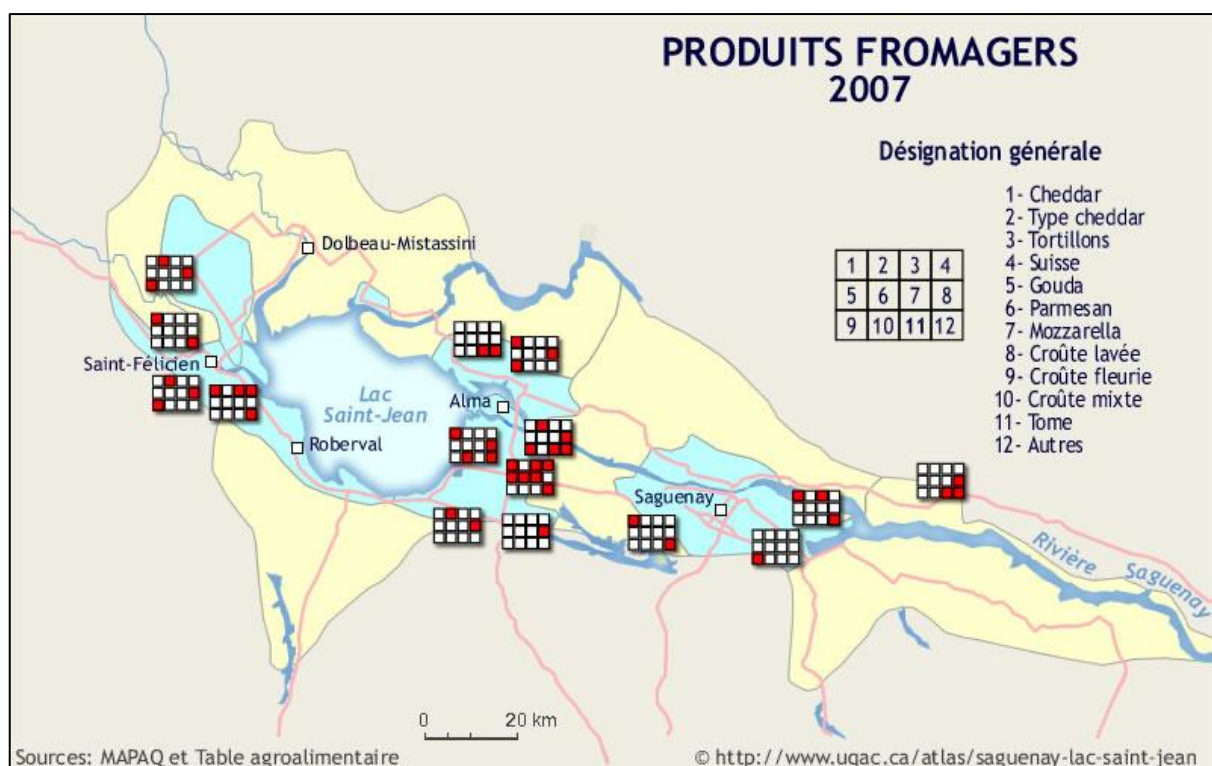 PRODUITS FROMAGERS
2007
Désignation générale
1- Cheddar
2- Type cheddar
3- Tortillons
4- Suisse
5- Gouda
6- Parmesan
7- Mozzarella
8- Croûte lavée
9- Croûte fleurie
10- Croûte mixte
11- Tome
12- Autres
1 2 3 4
5 6 7 8
9 10 11 12
Dolbeau-Mistassini
Saint-Félicien
Lac
Saint-Jean
Alma
Roberval
Saguenay
Rivière Saguenay
0 20 km
Sources: MAPAQ et Table agroalimentaire
© http://www.uqac.ca/atlas/saguenay-lac-saint-jean